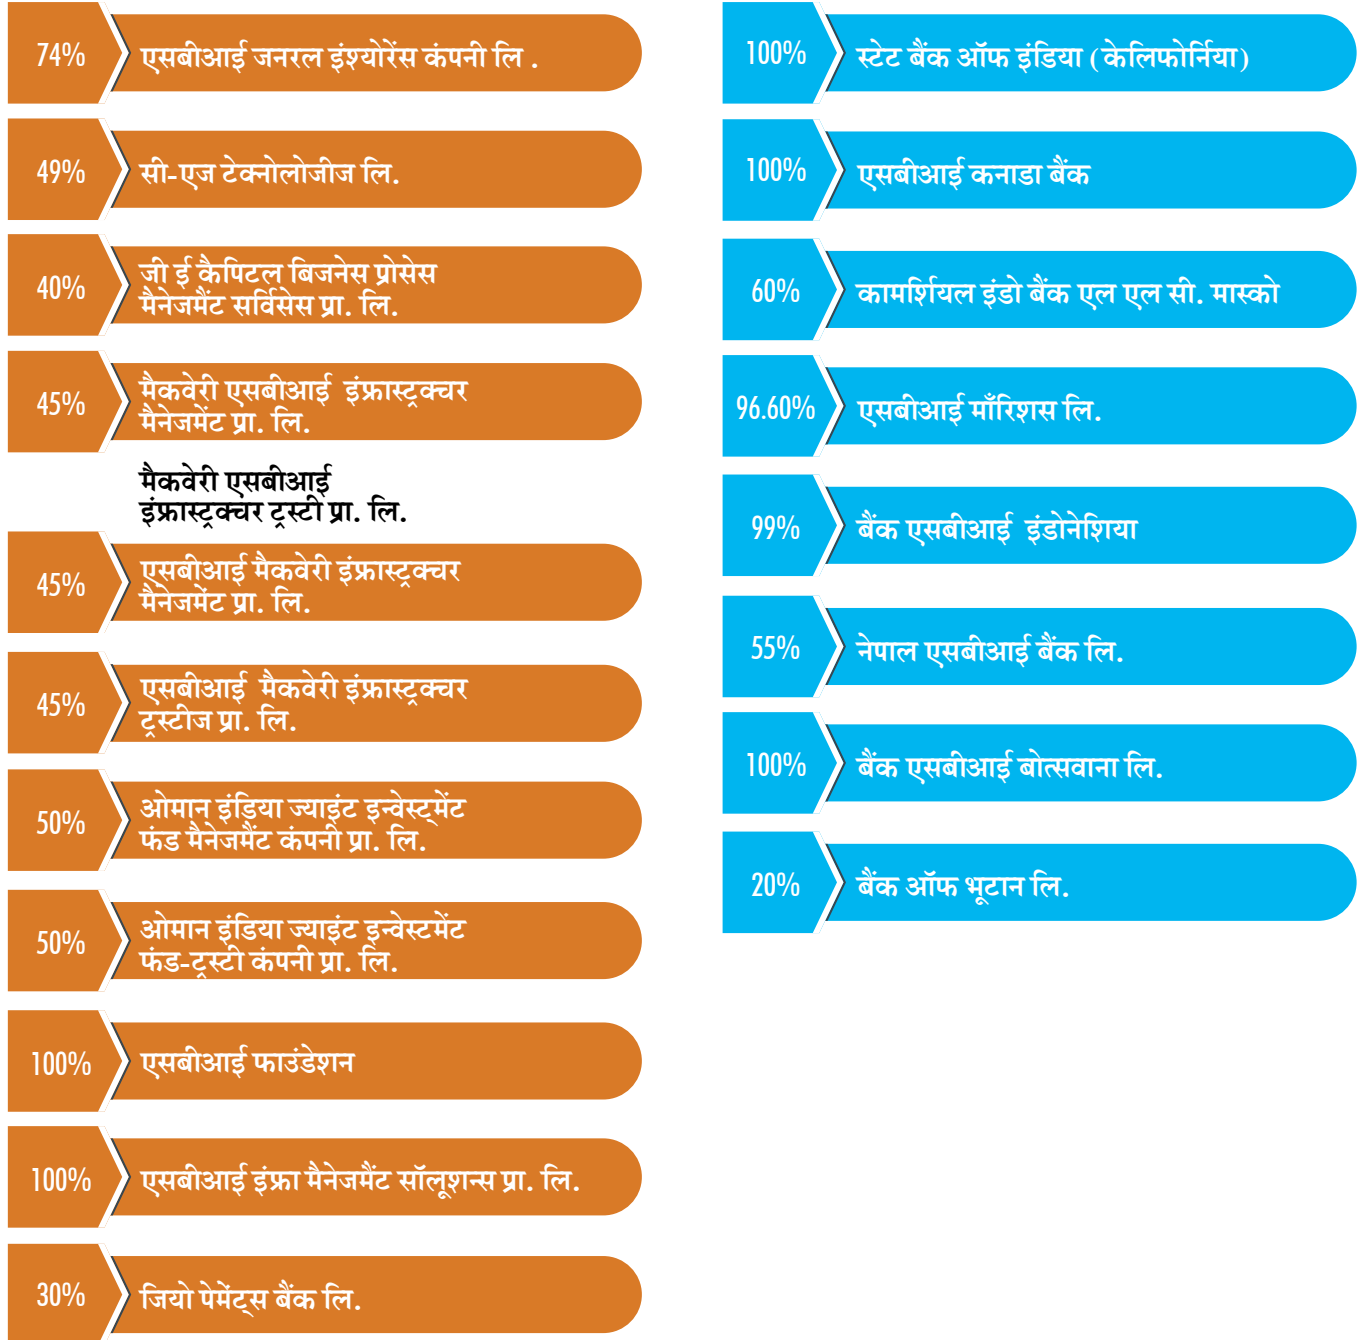 74%
एसबीआई जनरल इंश्योरेंस कंपनी लि .
49%
सी-एज टेक्नोलोजीज लि.
40%
जी ई कैपिटल बिजनेस प्रोसेस
मैनेजमैंट सर्विसेस प्रा. लि.
45%
मैकवेरी एसबीआई इंफ्रास्ट्रक्चर
मैनेजमेंट प्रा. लि.
मैकवेरी एसबीआई
इंफ्रास्ट्रक्चर ट्रस्टी प्रा. लि.
45%
एसबीआई मैकवेरी इंफ्रास्ट्रक्चर
मैनेजमेंट प्रा. लि.
45%
एसबीआई मैकवेरी इंफ्रास्ट्रक्चर
ट्रस्टीज प्रा. लि.
50%
ओमान इंडिया ज्याइंट इन्वेस्ट्मेंट
फंड मैनेजमैंट कंपनी प्रा. लि.
50%
ओमान इंडिया ज्याइंट इन्वेस्टमेंट
फंड-ट्रस्टी कंपनी प्रा. लि.
100%
एसबीआई फाउंडेशन
100%
एसबीआई इंफ्रा मैनेजमैंट सॉलूशन्स प्रा. लि.
30%
जियो पेमेंट्स बैंक लि.
100%
स्टेट बैंक ऑफ इंडिया (केलिफोर्निया)
100%
एसबीआई कनाडा बैंक
60%
कामर्शियल इंडो बैंक एल एल सी. मास्को
96.60%
एसबीआई मॉंरिशस लि.
99%
बैंक एसबीआई इंडोनेशिया
55%
नेपाल एसबीआई बैंक लि.
100%
बैंक एसबीआई बोत्सवाना लि.
20%
बैंक ऑफ भूटान लि.